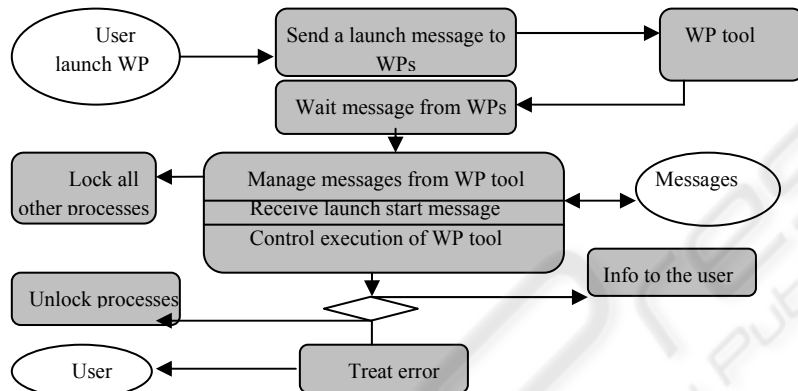 User
launch WP
Send a launch message to
WPs
WP tool
Wait message from WPs
Lock all
other processes
Manage messages from WP tool
Receive launch start message
Control execution of WP tool
Messages
Info to the user
Unlock processes
User
Treat error